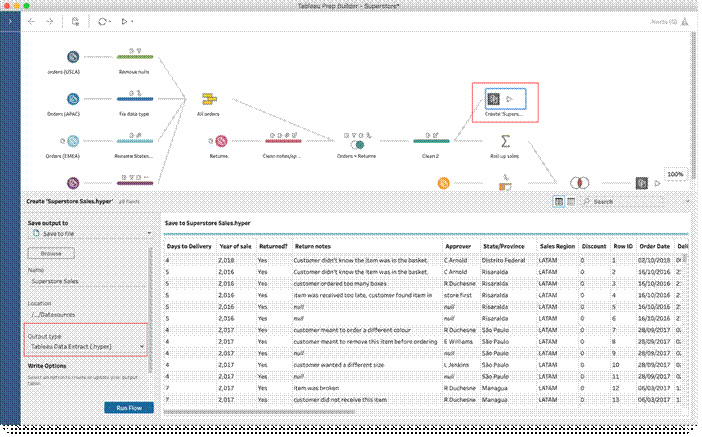 Tableau Prep Builder - Superstore*
Alerts (0)
orders (USCA)
Remove nulls
Orders (APAC)
Fix data type
All orders
Create 'Supers...
Orders (EMEA)
Rename States...
Returns
Clean notes/ap...
Orders + Returns
Clean 2
Roll up sales
100%
Create 'Superstore Sales.hyper'
Search
Save output to
Save to file
Browse
Name
Superstore Sales
Location
/.../Datasources
Output type
Tableau Data Extract (.hyper)
Write Options
Run Flow
Save to Superstore Sales.hyper
Days to Delivery Year of sale Returned? Return notes Approver State/Province Sales Region Discount Row ID Order Date Deli
4 2,018 Yes Customer didn't know the item was in the basket. C Arnold Distrito Federal LATAM 0 1 02/10/2018
5 2,016 Yes Customer didn't know the item was in the basket. C Arnold Risaralda LATAM 0 2 16/10/2016 2
5 2,016 Yes customer ordered too many boxes R Duchesne Risaralda LATAM 0 3 16/10/2016 2
5 2,016 Yes item was received too late, customer found item in store first Risaralda LATAM 0 4 16/10/2016 2
5 2,016 Yes null null Risaralda LATAM 0 5 16/10/2016 2
5 2,016 Yes null null Risaralda LATAM 0 6 16/10/2016 2
4 2,017 Yes customer meant to order a different colour R Duchesne São Paulo LATAM 0 7 28/09/2017 0
4 2,017 Yes customer meant to remove this item before ordering E Williams São Paulo LATAM 0 8 28/09/2017 0
4 2,017 Yes null null São Paulo LATAM 0 9 28/09/2017 0
4 2,017 Yes customer wanted a different size L Jenkins São Paulo LATAM 0 10 28/09/2017 0
4 2,017 Yes null null São Paulo LATAM 0 11 28/09/2017 0
7 2,017 Yes item was broken R Duchesne Managua LATAM 0 12 06/03/2017 1
7 2,017 Yes customer did not receive this item R Duchesne Managua LATAM 0 13 06/03/2017 1